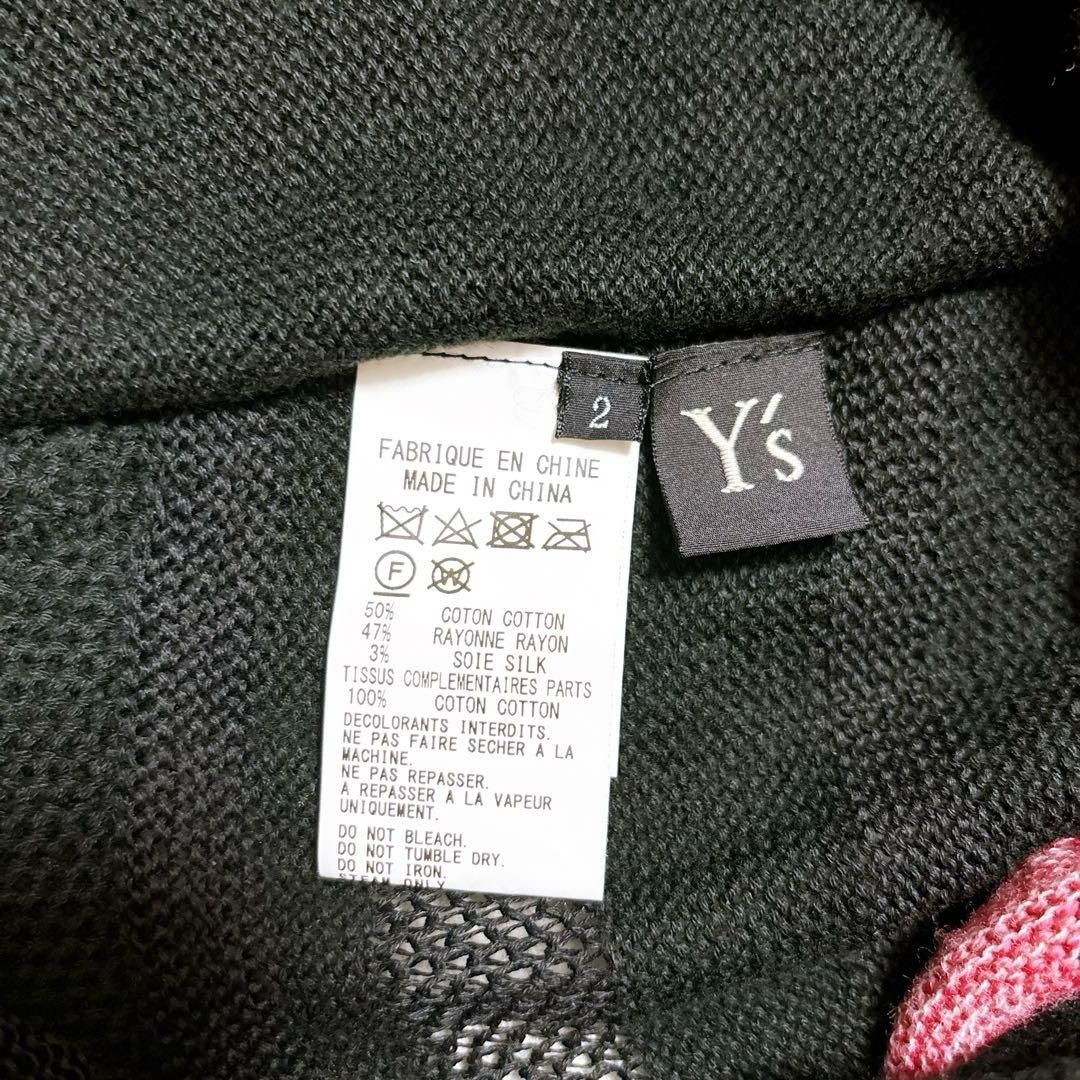 2
Y's
FABRIQUE EN CHINE
MADE IN CHINA
F
W
50% COTON COTTON
47% RAYONNE RAYON
3% SOIE SILK
TISSUS COMPLEMENTAIRES PARTS
100% COTON COTTON
DECOLORANTS INTERDITS.
NE PAS FAIRE SECHER A LA
MACHINE.
NE PAS REPASSER.
A REPASSER A LA VAPEUR
UNIQUEMENT.
DO NOT BLEACH.
DO NOT TUMBLE DRY.
DO NOT IRON.
STEAM ONLY